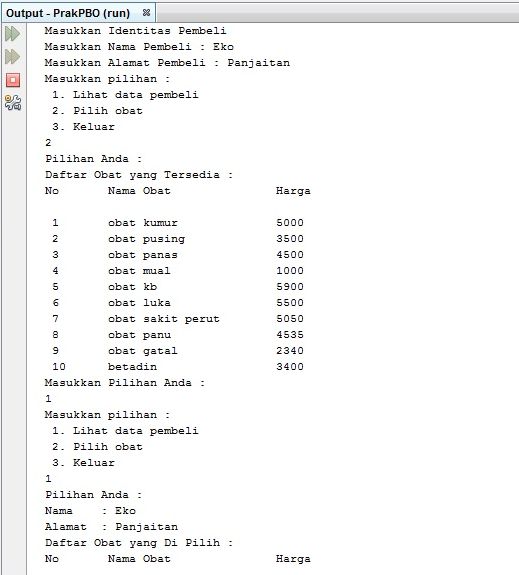 Output - PrakPBO (run)
Masukkan Identitas Pembeli
Masukkan Nama Pembeli : Eko
Masukkan Alamat Pembeli : Panjaitan
Masukkan pilihan :
1. Lihat data pembeli
2. Pilih obat
3. Keluar
2
Pilihan Anda :
Daftar Obat yang Tersedia :
No Nama Obat Harga
1 obat kumur 5000
2 obat pusing 3500
3 obat panas 4500
4 obat mual 1000
5 obat kb 5900
6 obat luka 5500
7 obat sakit perut 5050
8 obat panu 4535
9 obat gatal 2340
10 betadin 3400
Masukkan Pilihan Anda :
1
Masukkan pilihan :
1. Lihat data pembeli
2. Pilih obat
3. Keluar
1
Pilihan Anda :
Nama : Eko
Alamat : Panjaitan
Daftar Obat yang Di Pilih :
No Nama Obat Harga